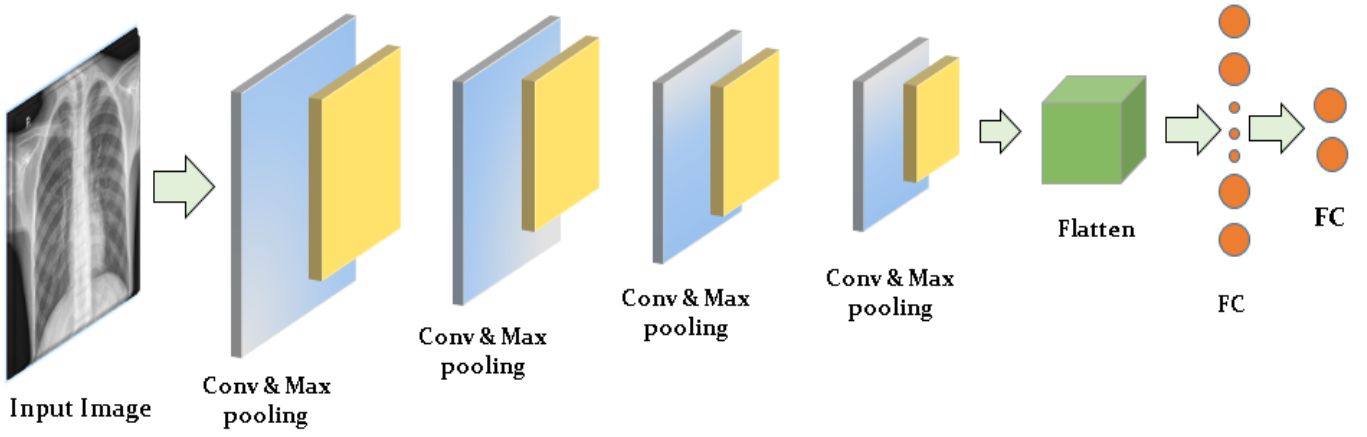 Input Image
Conv & Max
pooling
Conv & Max
pooling
Conv & Max
pooling
Conv & Max
pooling
Flatten
FC
FC
R